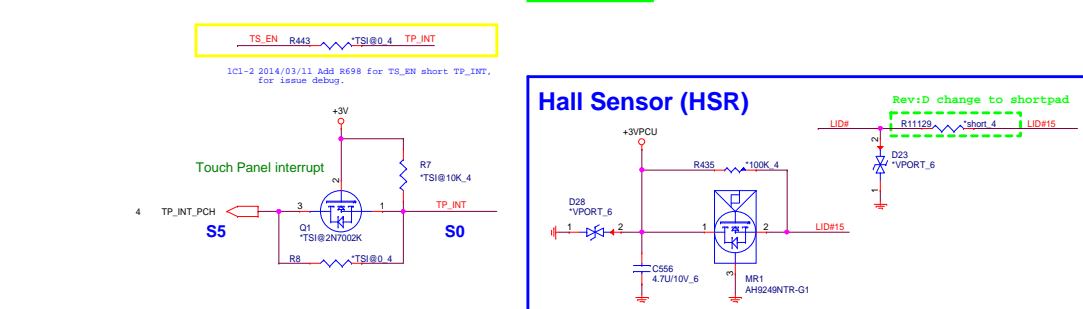 TS_EN R443 *TSI@0_4 TP_INT
1C1-2 2014/03/11 Add R698 for TS_EN short TP_INT,
for issue debug.
+3V
Touch Panel interrupt
R7
*TSI@10K_4
2
4 TP_INT_PCH 3 1 TP_INT
S5 Q1 S0
*TSI@2N7002K
R8 *TSI@0_4
Hall Sensor (HSR)
Rev:D change to shortpad
LID# R11129 *short_4 LID#15
+3VPCU
2
D23
*VPORT_6
1
R435 *100K_4
D28
*VPORT_6
1 2 1 2 LID#15
C556
4.7U/10V_6
3
MR1
AH9249NTR-G1